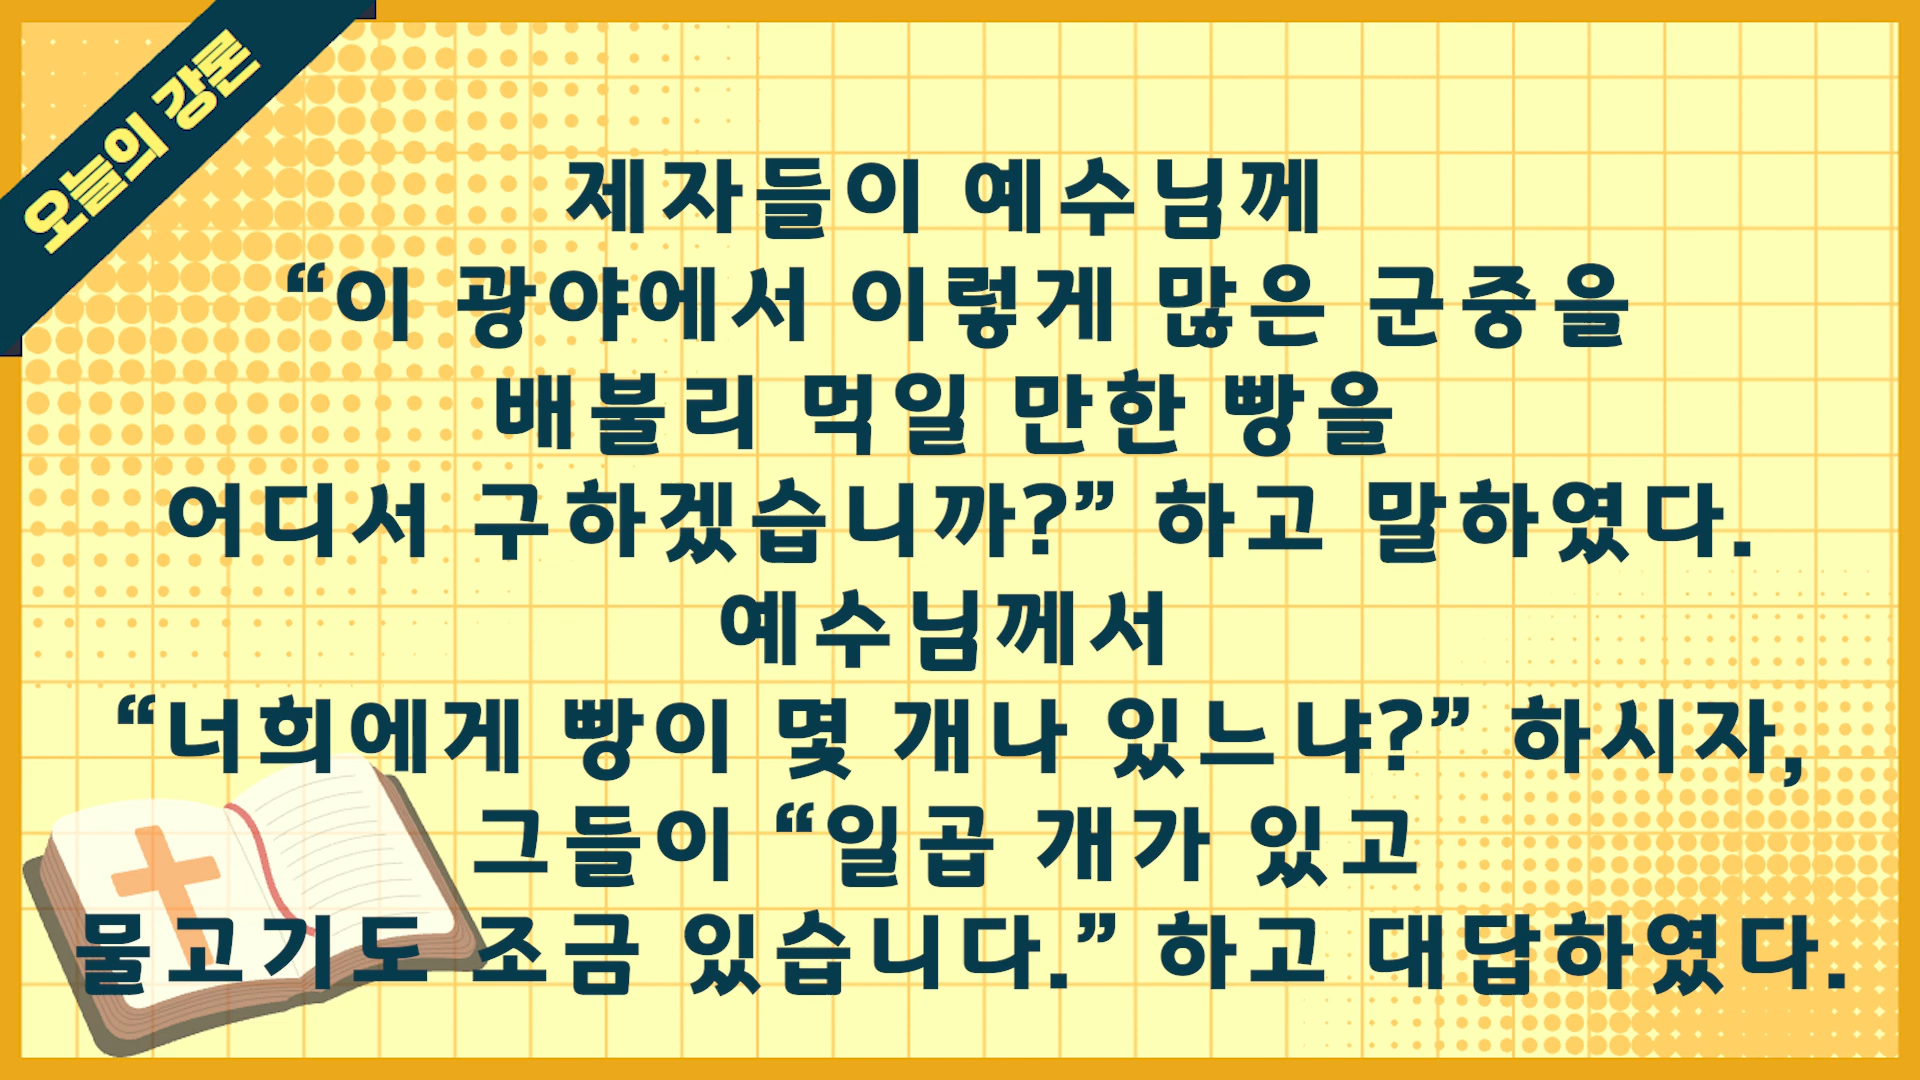 오늘의 강론
제자들이 예수님께
“이 광야에서 이렇게 많은 군중을
배불리 먹일 만한 빵을
어디서 구하겠습니까?” 하고 말하였다.
예수님께서
“너희에게 빵이 몇 개나 있느냐?” 하시자,
그들이 “일곱 개가 있고
물고기도 조금 있습니다.” 하고 대답하였다.